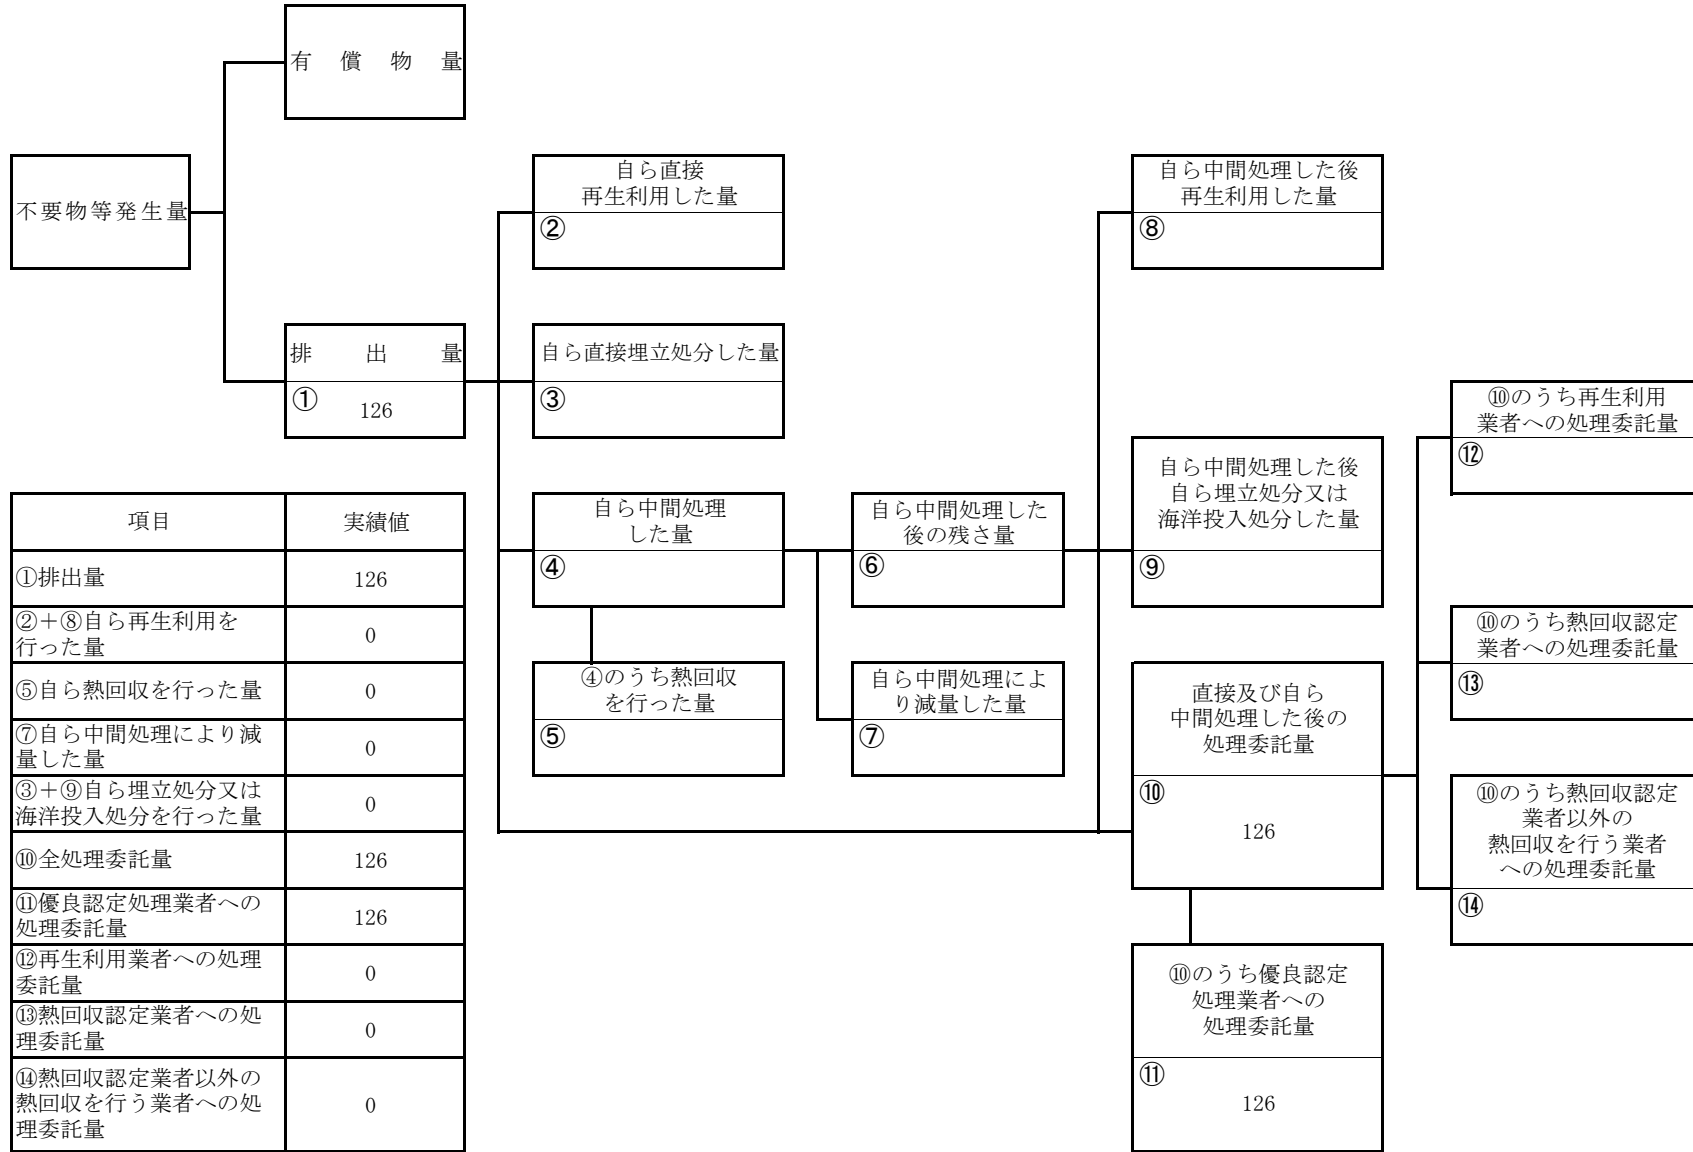 有償物量
不要物等発生量
自ら直接
再生利用した量
②
自ら中間処理した後
再生利用した量
⑧
排出量
① 126
自ら直接埋立処分した量
③
⑩のうち再生利用
業者への処理委託量
⑫
自ら中間処理した後
自ら埋立処分又は
海洋投入処分した量
⑨
自ら中間処理
した量
④
自ら中間処理した
後の残さ量
⑥
⑩のうち熱回収認定
業者への処理委託量
⑬
④のうち熱回収
を行った量
⑤
自ら中間処理によ
り減量した量
⑦
直接及び自ら
中間処理した後の
処理委託量
⑩
126
⑩のうち熱回収認定
業者以外の
熱回収を行う業者
への処理委託量
⑭
⑩のうち優良認定
処理業者への
処理委託量
⑪
126
項目 実績値
①排出量 126
②+⑧自ら再生利用を
行った量 0
⑤自ら熱回収を行った量 0
⑦自ら中間処理により減
量した量 0
③+⑨自ら埋立処分又は
海洋投入処分を行った量 0
⑩全処理委託量 126
⑪優良認定処理業者への
処理委託量 126
⑫再生利用業者への処理
委託量 0
⑬熱回収認定業者への処
理委託量 0
⑭熱回収認定業者以外の
熱回収を行う業者への処
理委託量 0